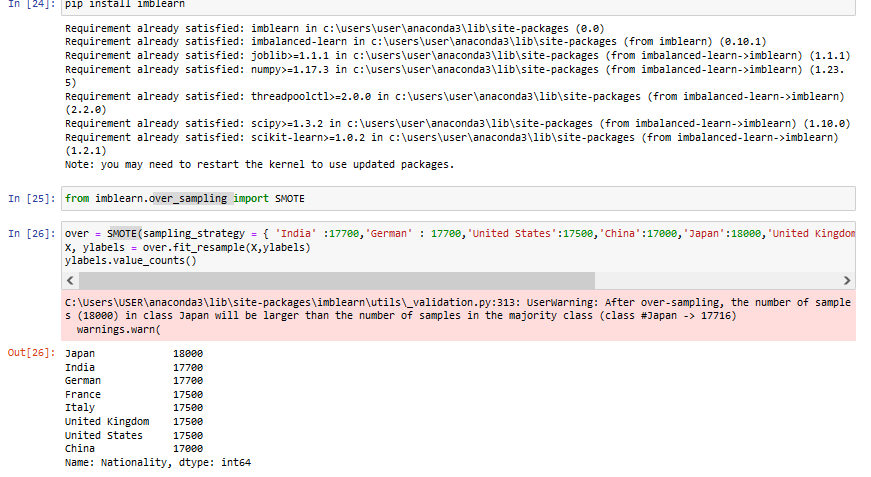 In [24]: pip install imblearn
Requirement already satisfied: imblearn in c:\users\user\anaconda3\lib\site-packages (0.0)
Requirement already satisfied: imbalanced-learn in c:\users\user\anaconda3\lib\site-packages (from imblearn) (0.10.1)
Requirement already satisfied: joblib>=1.1.1 in c:\users\user\anaconda3\lib\site-packages (from imbalanced-learn->imblearn) (1.1.1)
Requirement already satisfied: numpy>=1.17.3 in c:\users\user\anaconda3\lib\site-packages (from imbalanced-learn->imblearn) (1.23.
5)
Requirement already satisfied: threadpoolctl>=2.0.0 in c:\users\user\anaconda3\lib\site-packages (from imbalanced-learn->imblearn)
(2.2.0)
Requirement already satisfied: scipy>=1.3.2 in c:\users\user\anaconda3\lib\site-packages (from imbalanced-learn->imblearn) (1.10.0)
Requirement already satisfied: scikit-learn>=1.0.2 in c:\users\user\anaconda3\lib\site-packages (from imbalanced-learn->imblearn)
(1.2.1)
Note: you may need to restart the kernel to use updated packages.
In [25]: from imblearn.over_sampling import SMOTE
In [26]: over = SMOTE(sampling_strategy = { 'India' :17700,'German' : 17700,'United States':17500,'China':17000,'Japan':18000,'United Kingdom
X, ylabels = over.fit_resample(X,ylabels)
ylabels.value_counts()
C:\Users\USER\anaconda3\lib\site-packages\imblearn\utils\_validation.py:313: UserWarning: After over-sampling, the number of sample
s (18000) in class Japan will be larger than the number of samples in the majority class (class #Japan -> 17716)
warnings.warn(
Out[26]: Japan 18000
India 17700
German 17700
France 17500
Italy 17500
United Kingdom 17500
United States 17500
China 17000
Name: Nationality, dtype: int64